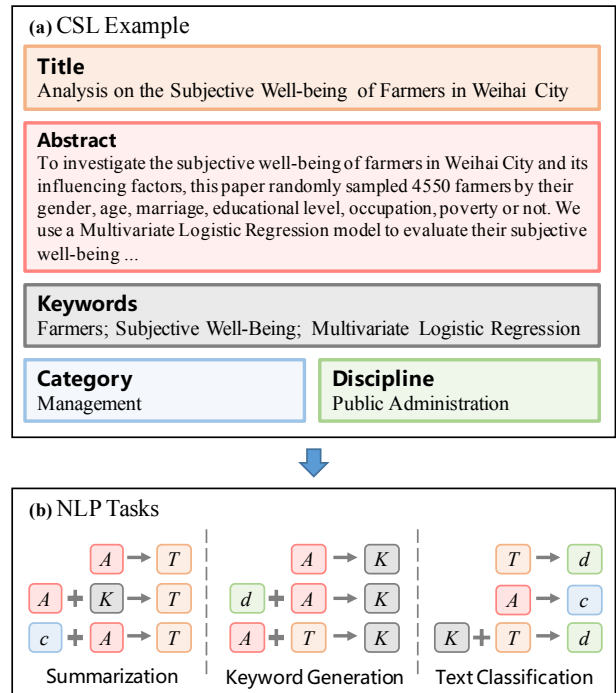 (a) CSL Example
Title
Analysis on the Subjective Well-being of Farmers in Weihai City
Abstract
To investigate the subjective well-being of farmers in Weihai City and its
influencing factors, this paper randomly sampled 4550 farmers by their
gender, age, marriage, educational level, occupation, poverty or not. We
use a Multivariate Logistic Regression model to evaluate their subjective
well-being ...
Keywords
Farmers; Subjective Well-Being; Multivariate Logistic Regression
Category
Management
Discipline
Public Administration
(b) NLP Tasks
A → T
A + K → T
c + A → T
Summarization
A → K
d + A → K
A + T → K
Keyword Generation
T → d
A → c
K + T → d
Text Classification